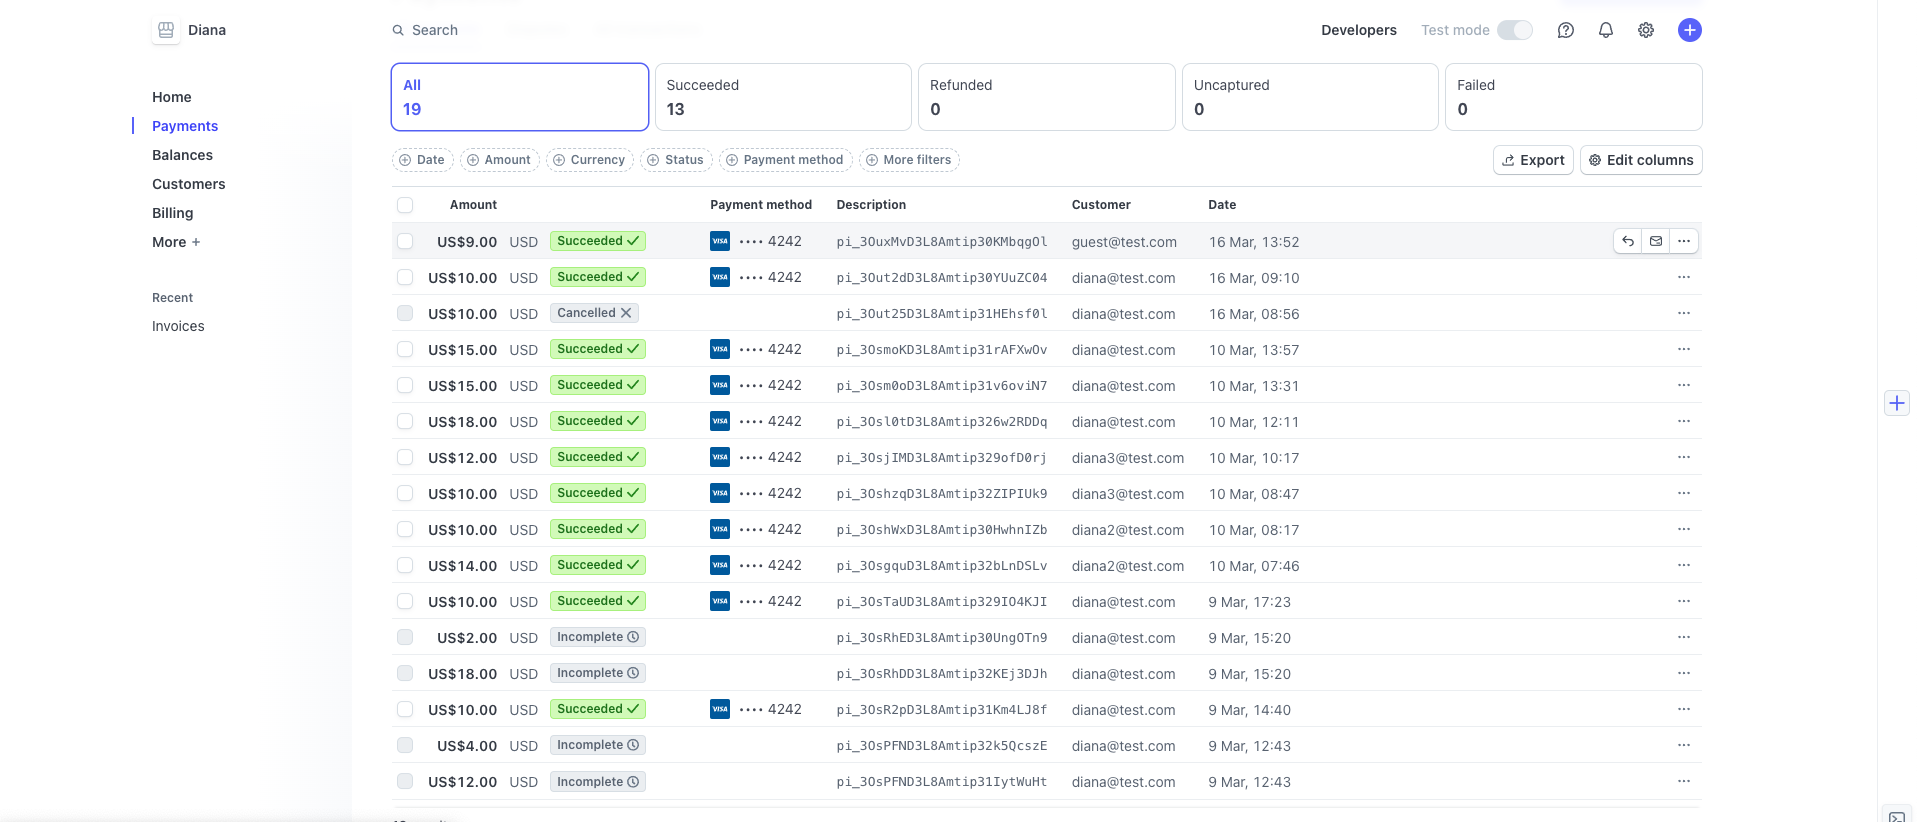 Diana
Search
Developers
Test mode
Home
Payments
Balances
Customers
Billing
More +
Recent
Invoices
All
19
Succeeded
13
Refunded
0
Uncaptured
0
Failed
0
Date Amount Currency Status Payment method More filters
Export Edit columns
Amount Payment method Description Customer Date
US$9.00 USD Succeeded VISA •••• 4242 pi_3OuxMvD3L8Amtip30KMbqgOl guest@test.com 16 Mar, 13:52
US$10.00 USD Succeeded VISA •••• 4242 pi_3Out2dD3L8Amtip30YUuZC04 diana@test.com 16 Mar, 09:10
US$10.00 USD Cancelled pi_3Out25D3L8Amtip31HEhsf0l diana@test.com 16 Mar, 08:56
US$15.00 USD Succeeded VISA •••• 4242 pi_3OsmoKD3L8Amtip31rAFXwOv diana@test.com 10 Mar, 13:57
US$15.00 USD Succeeded VISA •••• 4242 pi_3Osm0oD3L8Amtip31v6oviN7 diana@test.com 10 Mar, 13:31
US$18.00 USD Succeeded VISA •••• 4242 pi_3Osl0tD3L8Amtip326w2RDDq diana@test.com 10 Mar, 12:11
US$12.00 USD Succeeded VISA •••• 4242 pi_3OsjIMD3L8Amtip329ofD0rj diana3@test.com 10 Mar, 10:17
US$10.00 USD Succeeded VISA •••• 4242 pi_3OshzqD3L8Amtip32ZIPIUk9 diana3@test.com 10 Mar, 08:47
US$10.00 USD Succeeded VISA •••• 4242 pi_3OshWxD3L8Amtip30HwhnIZb diana2@test.com 10 Mar, 08:17
US$14.00 USD Succeeded VISA •••• 4242 pi_3OsgquD3L8Amtip32bLnDSLv diana2@test.com 10 Mar, 07:46
US$10.00 USD Succeeded VISA •••• 4242 pi_3OsTaUD3L8Amtip329IO4KJI diana@test.com 9 Mar, 17:23
US$2.00 USD Incomplete pi_3OsRhED3L8Amtip30UngOTn9 diana@test.com 9 Mar, 15:20
US$18.00 USD Incomplete pi_3OsRhDD3L8Amtip32KEj3DJh diana@test.com 9 Mar, 15:20
US$10.00 USD Succeeded VISA •••• 4242 pi_3OsR2pD3L8Amtip31Km4LJ8f diana@test.com 9 Mar, 14:40
US$4.00 USD Incomplete pi_3OsPFND3L8Amtip32k5QcszE diana@test.com 9 Mar, 12:43
US$12.00 USD Incomplete pi_3OsPFND3L8Amtip31IytWuHt diana@test.com 9 Mar, 12:43